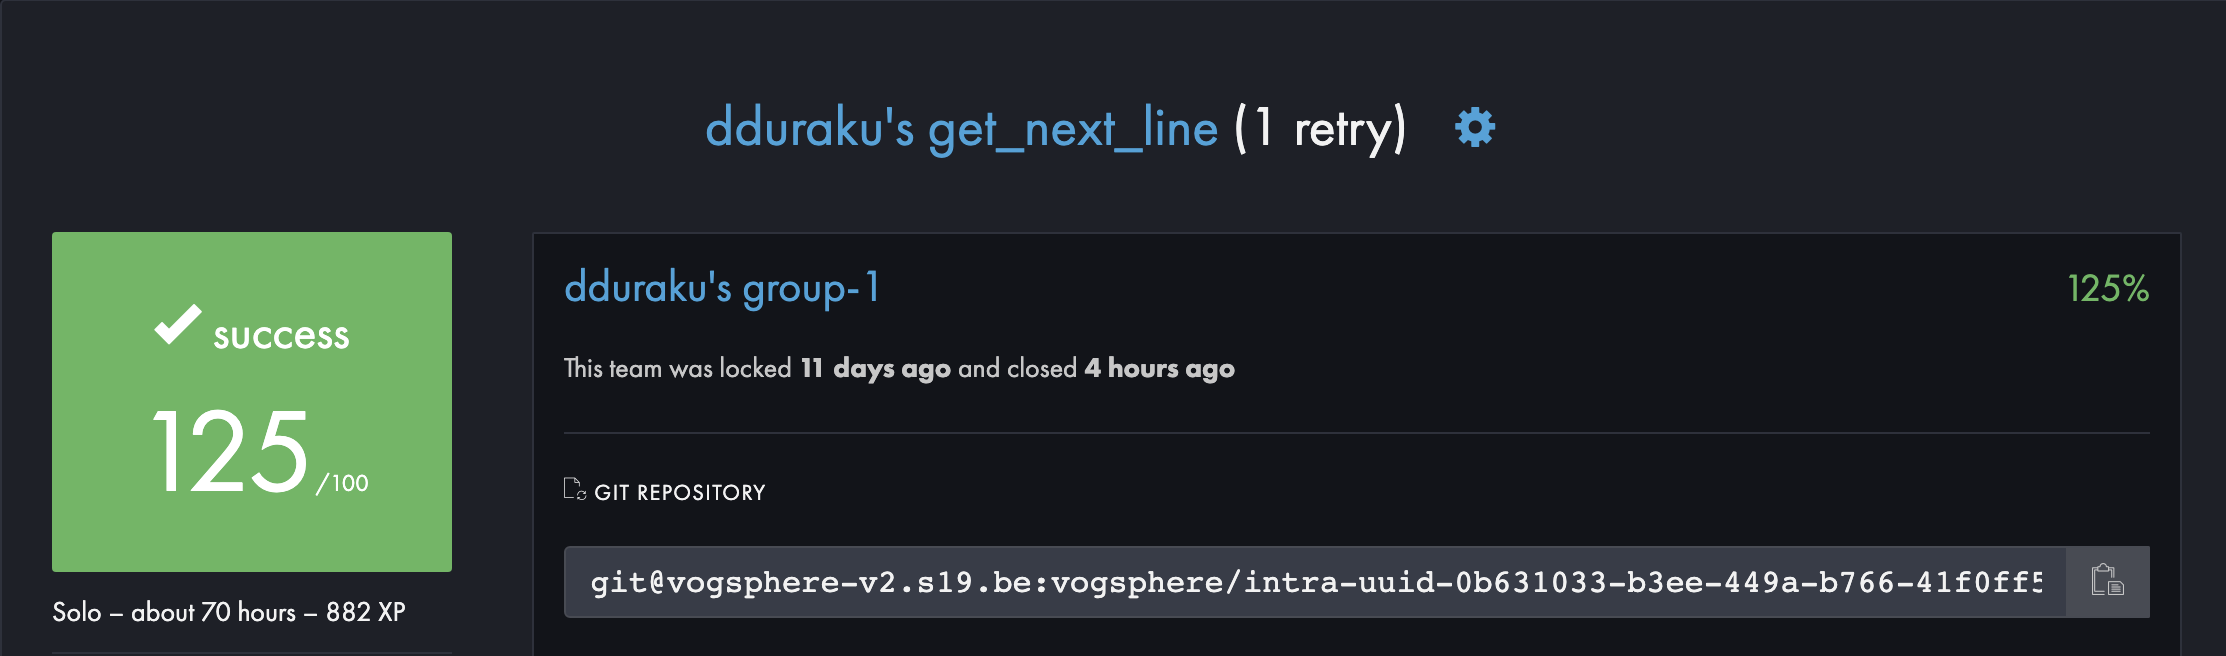 dduraku's get_next_line (1 retry)
success
125 /100
Solo – about 70 hours – 882 XP
dduraku's group-1
125%
This team was locked 11 days ago and closed 4 hours ago
GIT REPOSITORY
git@vogsphere-v2.s19.be:vogsphere/intra-uuid-0b631033-b3ee-449a-b766-41f0ff5